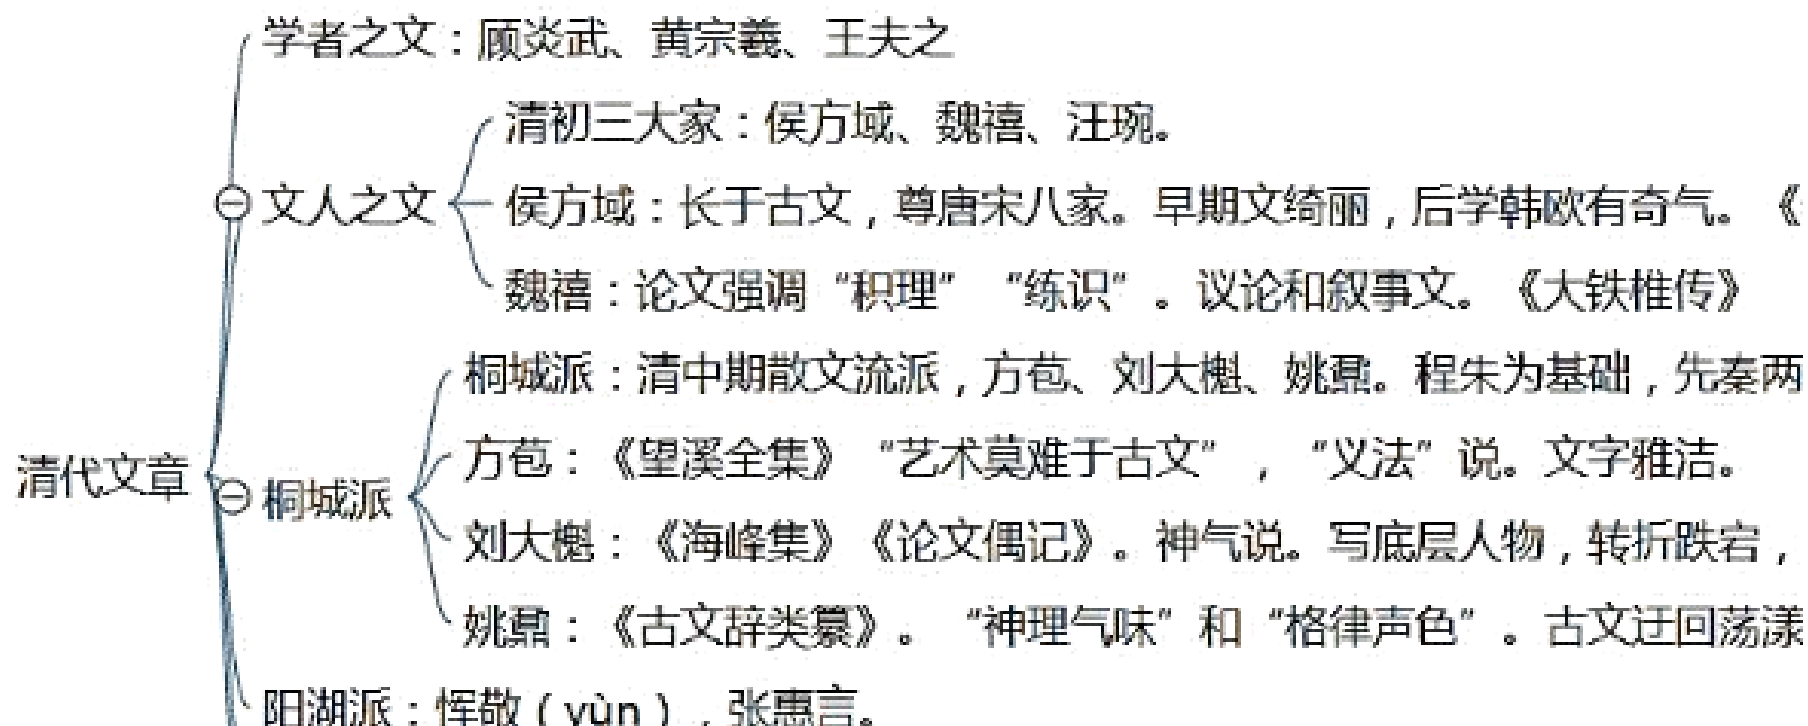 学者之文：顾炎武、黄宗羲、王夫之
清初三大家：侯方域、魏禧、汪琬。
文人之文
侯方域：长于古文，尊唐宋八家。早期文绮丽，后学韩欧有奇气。《
魏禧：论文强调“积理”“练识”。议论和叙事文。《大铁椎传》
桐城派：清中期散文流派，方苞、刘大櫆、姚鼐。程朱为基础，先秦两
方苞：《望溪全集》“艺术莫难于古文”，“义法”说。文字雅洁。
清代文章
桐城派
刘大櫆：《海峰集》《论文偶记》。神气说。写底层人物，转折跌宕，
姚鼐：《古文辞类纂》。“神理气味”和“格律声色”。古文迂回荡漾
阳湖派：恽敬（yùn），张惠言。